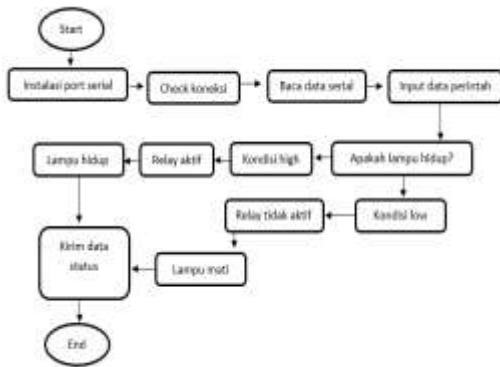 Start
Instalasi port serial
Check koneksi
Baca data serial
Input data perintah
Lampu hidup
Relay aktif
Kondisi high
Apakah lampu hidup?
Relay tidak aktif
Kondisi low
Kirim data
status
Lampu mati
End